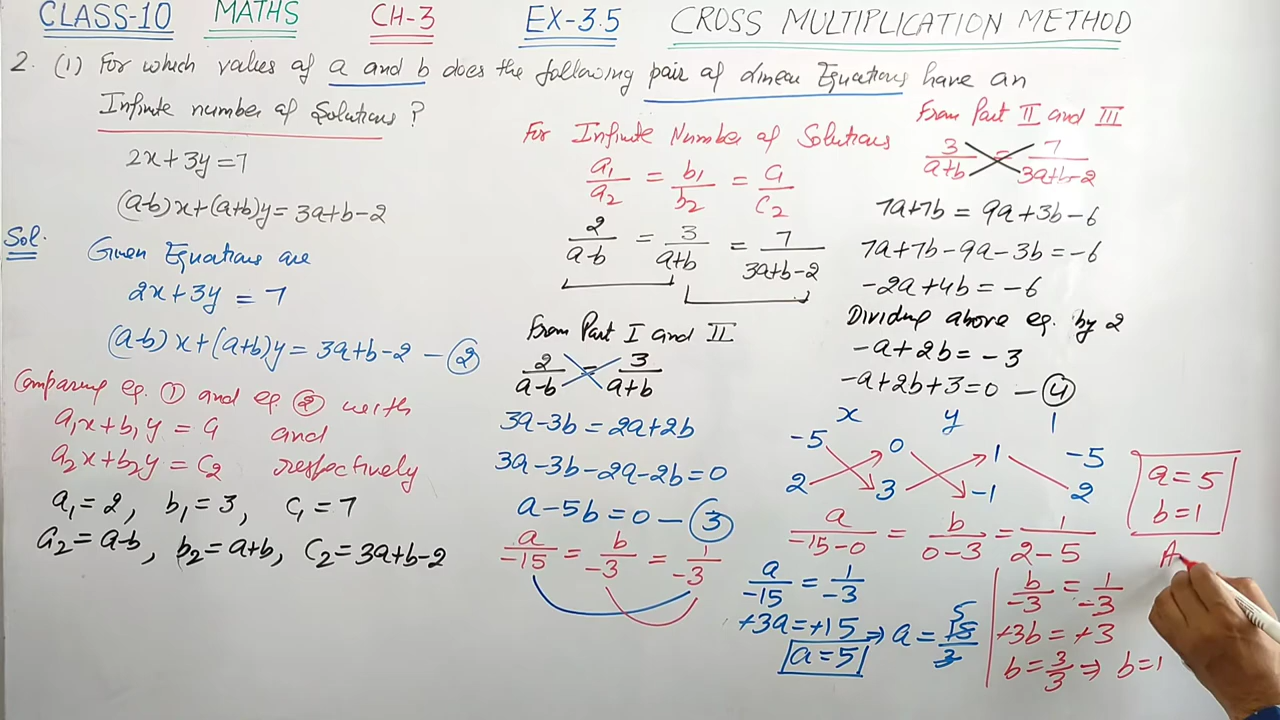 CLASS-10 MATHS CH-3 EX-3.5 CROSS MULTIPLICATION METHOD
2. (1) For which values of a and b does the following pair of Linear Equations have an
Infinite number of Solutions?
2x+3y=7
(a-b)x+(a+b)y=3a+b-2
Sol.
Given Equations are
2x+3y = 7
(a-b)x+(a+b)y=3a+b-2 - ②
Comparing eq. ① and eq ② with
a₁x+b₁y = c₁ and
a₂x+b₂y = c₂ respectively
a₁=2, b₁=3, c₁=7
a₂=a-b, b₂=a+b, c₂=3a+b-2
For Infinite Number of Solutions
a₁/a₂ = b₁/b₂ = c₁/c₂
2/a-b = 3/a+b = 7/3a+b-2
From Part I and II
2/a-b = 3/a+b
3a-3b=2a+2b
3a-3b-2a-2b=0
a-5b=0 - ③
a/-15 = b/-3 = 1/-3
From Part II and III
3/a+b = 7/3a+b-2
7a+7b = 9a+3b-6
7a+7b-9a-3b=-6
-2a+4b=-6
Dividing above eq. by 2
-a+2b=-3
-a+2b+3=0 - ④
x y 1
-5 0 1 -5
2 3 -1 2
a/-15-0 = b/0-3 = 1/2-5
a/-15 = 1/-3
+3a=+15 ⇒ a = 15/3 5
a=5
b/-3 = 1/-3
+3b = +3
b=3/3 ⇒ b=1
a=5
b=1
A